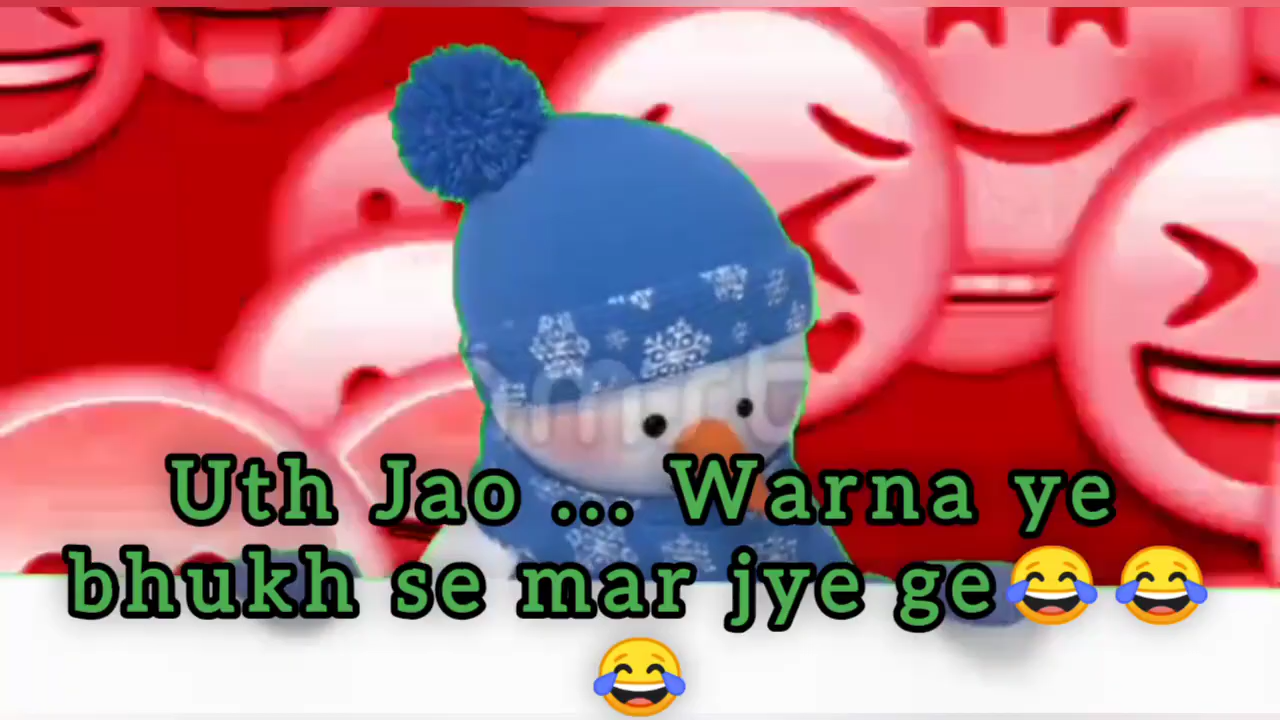 Uth Jao ... Warna ye
bhukh se mar jye ge😂😂
😂